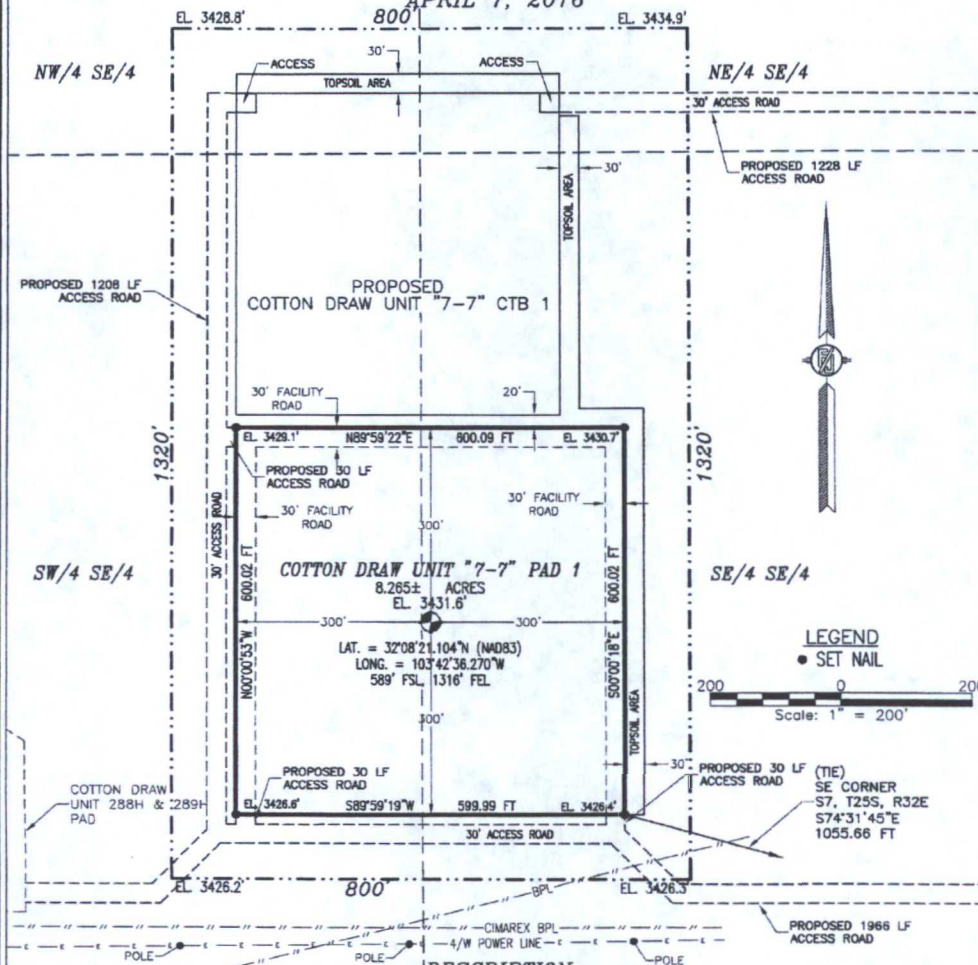 APRIL 7, 2016
EL. 3428.8'
800'
EL. 3434.9'
NW/4 SE/4
ACCESS
30'
TOPSOIL AREA
ACCESS
NE/4 SE/4
30' ACCESS ROAD
PROPOSED 1228 LF
ACCESS ROAD
30'
TOPSOIL AREA
PROPOSED 1208 LF
ACCESS ROAD
PROPOSED
COTTON DRAW UNIT "7-7" CTB 1
30' FACILITY
ROAD
20'
1320'
1320'
EL. 3429.1'
N89°59'22"E
600.09 FT
EL. 3430.7'
PROPOSED 30 LF
ACCESS ROAD
30' ACCESS ROAD
30' FACILITY
ROAD
30' FACILITY
ROAD
300'
SW/4 SE/4
SE/4 SE/4
N00°00'53"W
600.02 FT
S00°00'18"E
600.02 FT
COTTON DRAW UNIT "7-7" PAD 1
8.265± ACRES
EL. 3431.6'
300'
300'
LAT. = 32°08'21.104"N (NAD83)
LONG. = 103°42'36.270"W
589' FSL, 1316' FEL
300'
LEGEND
● SET NAIL
200
0
200
Scale: 1" = 200'
TOPSOIL AREA
30'
COTTON DRAW
UNIT 288H & 289H
PAD
PROPOSED 30 LF
ACCESS ROAD
PROPOSED 30 LF
ACCESS ROAD
(TIE)
SE CORNER
S7, T25S, R32E
S74°31'45"E
1055.66 FT
EL. 3426.6'
S89°59'19"W
599.99 FT
EL. 3426.4'
30' ACCESS ROAD
EL. 3426.2'
800'
BPL
EL. 3426.3'
CIMAREX BPL
PROPOSED 1966 LF
ACCESS ROAD
E
4/W POWER LINE
E
POLE
POLE
POLE
DESCRIPTION